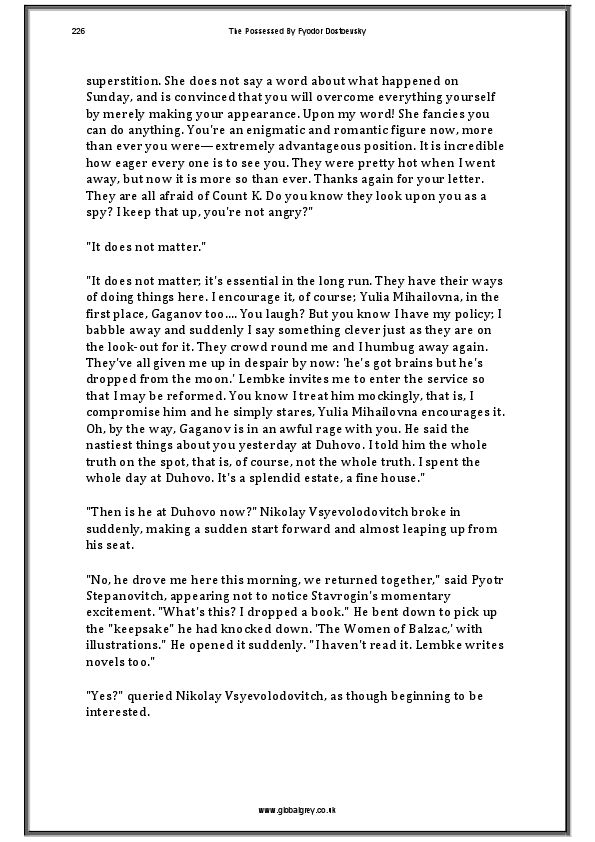 226
The Possessed By Fyodor Dostoevsky
superstition. She does not say a word about what happened on
Sunday, and is convinced that you will overcome everything yourself
by merely making your appearance. Upon my word! She fancies you
can do anything. You're an enigmatic and romantic figure now, more
than ever you were—extremely advantageous position. It is incredible
how eager every one is to see you. They were pretty hot when I went
away, but now it is more so than ever. Thanks again for your letter.
They are all afraid of Count K. Do you know they look upon you as a
spy? I keep that up, you're not angry?"
"It does not matter."
"It does not matter; it's essential in the long run. They have their ways
of doing things here. I encourage it, of course; Yulia Mihailovna, in the
first place, Gaganov too.... You laugh? But you know I have my policy; I
babble away and suddenly I say something clever just as they are on
the look-out for it. They crowd round me and I humbug away again.
They've all given me up in despair by now: 'he's got brains but he's
dropped from the moon.' Lembke invites me to enter the service so
that I may be reformed. You know I treat him mockingly, that is, I
compromise him and he simply stares, Yulia Mihailovna encourages it.
Oh, by the way, Gaganov is in an awful rage with you. He said the
nastiest things about you yesterday at Duhovo. I told him the whole
truth on the spot, that is, of course, not the whole truth. I spent the
whole day at Duhovo. It's a splendid estate, a fine house."
"Then is he at Duhovo now?" Nikolay Vsyevolodovitch broke in
suddenly, making a sudden start forward and almost leaping up from
his seat.
"No, he drove me here this morning, we returned together," said Pyotr
Stepanovitch, appearing not to notice Stavrogin's momentary
excitement. "What's this? I dropped a book." He bent down to pick up
the "keepsake" he had knocked down. 'The Women of Balzac,' with
illustrations." He opened it suddenly. "I haven't read it. Lembke writes
novels too."
"Yes?" queried Nikolay Vsyevolodovitch, as though beginning to be
interested.
www.globalgrey.co.uk